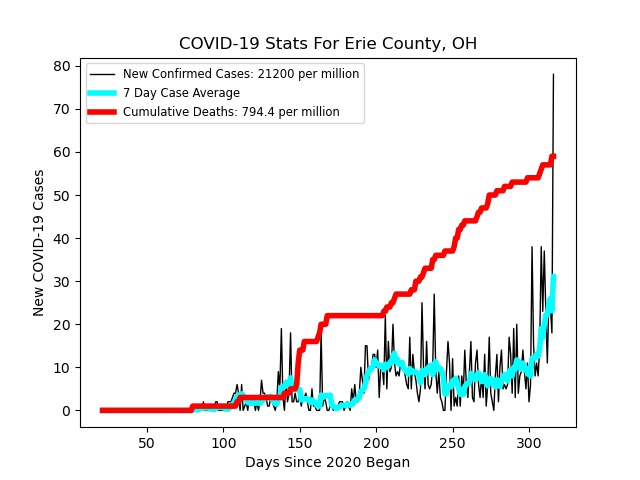 COVID-19 Stats For Erie County, OH
New Confirmed Cases: 21200 per million
7 Day Case Average
Cumulative Deaths: 794.4 per million
New COVID-19 Cases
80
70
60
50
40
30
20
10
0
50
100
150
200
250
300
Days Since 2020 Began